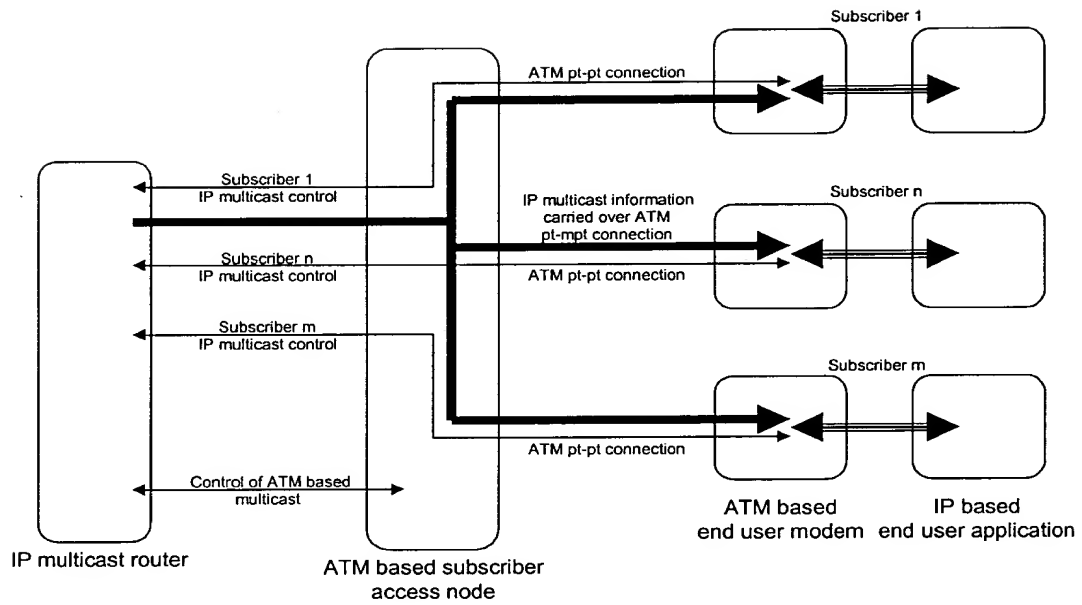 Subscriber 1
ATM pt-pt connection
Subscriber 1
IP multicast control
IP multicast information
carried over ATM
pt-mpt connection
Subscriber n
Subscriber n
IP multicast control
ATM pt-pt connection
Subscriber m
IP multicast control
Subscriber m
ATM pt-pt connection
Control of ATM based
multicast
ATM based
end user modem
IP based
end user application
IP multicast router
ATM based subscriber
access node